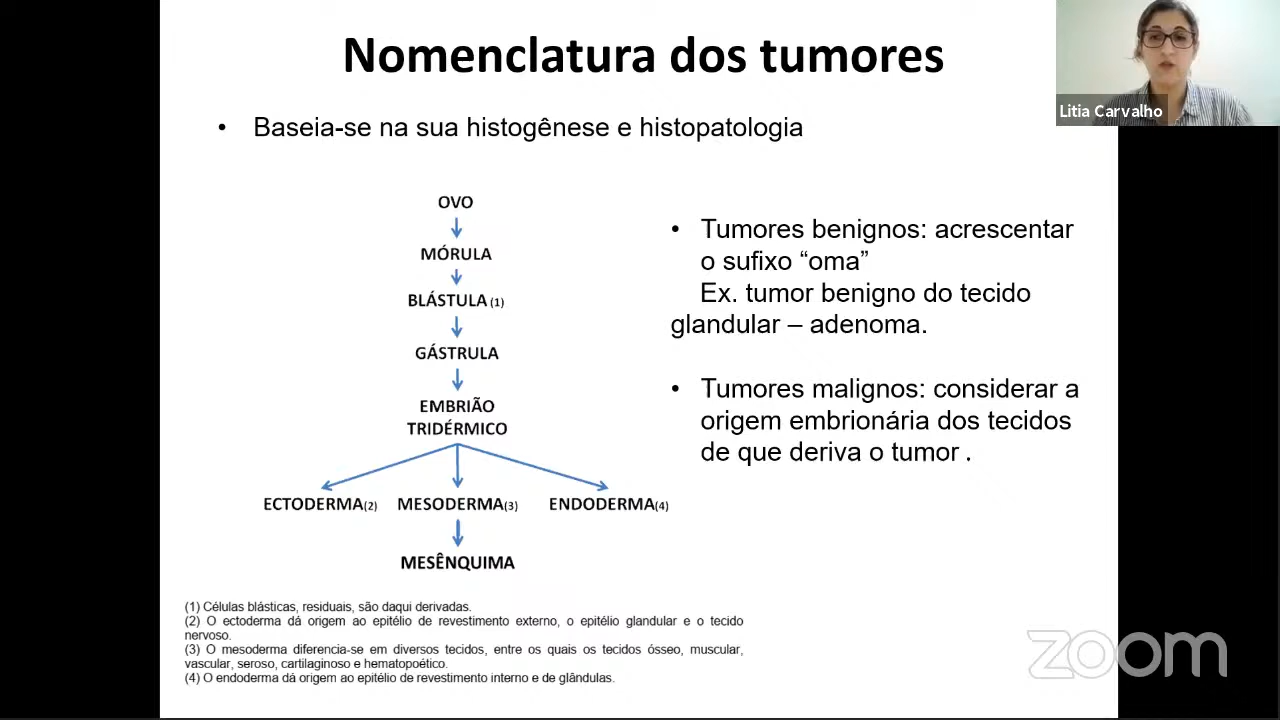 Nomenclatura dos tumores
Litia Carvalho
• Baseia-se na sua histogênese e histopatologia
OVO
MÓRULA
BLÁSTULA (1)
GÁSTRULA
EMBRIÃO
TRIDÉRMICO
ECTODERMA(2) MESODERMA(3) ENDODERMA(4)
MESÊNQUIMA
• Tumores benignos: acrescentar
o sufixo “oma”
Ex. tumor benigno do tecido
glandular – adenoma.
• Tumores malignos: considerar a
origem embrionária dos tecidos
de que deriva o tumor .
(1) Células blásticas, residuais, são daqui derivadas.
(2) O ectoderma dá origem ao epitélio de revestimento externo, o epitélio glandular e o tecido
nervoso.
(3) O mesoderma diferencia-se em diversos tecidos, entre os quais os tecidos ósseo, muscular,
vascular, seroso, cartilaginoso e hematopoético.
(4) O endoderma dá origem ao epitélio de revestimento interno e de glândulas.
zoom